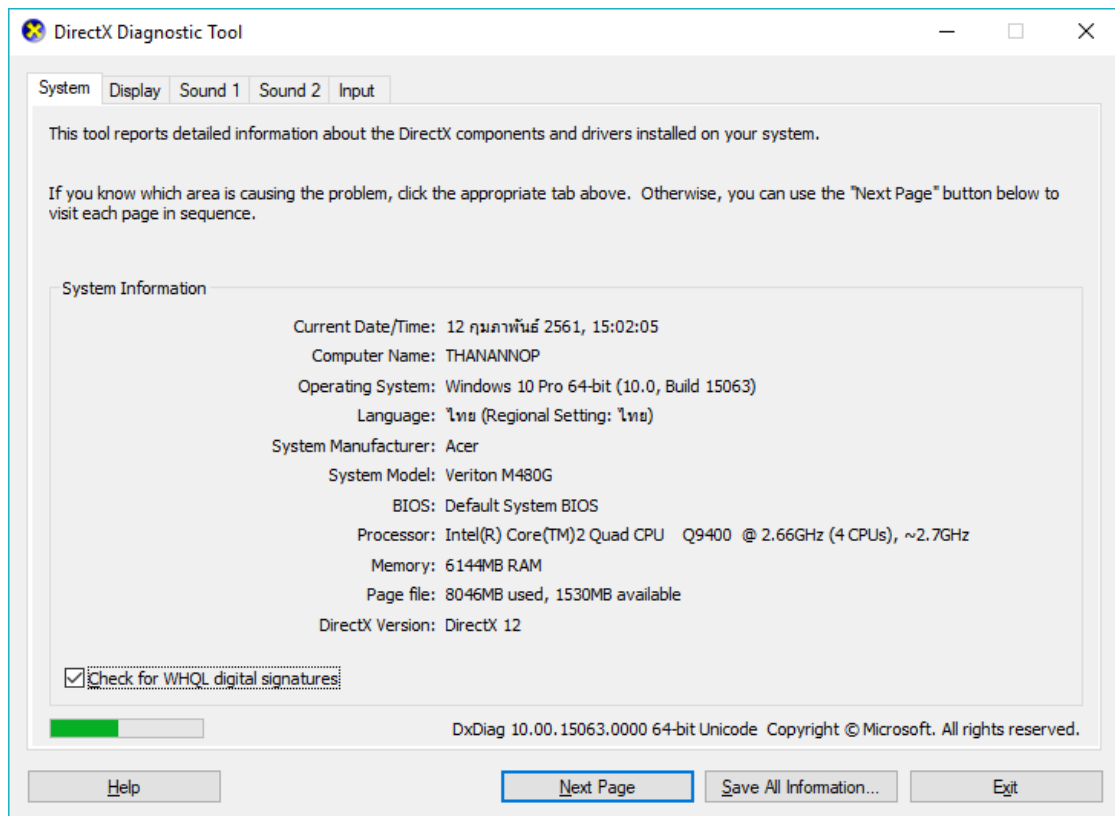 DirectX Diagnostic Tool
System Display Sound 1 Sound 2 Input
This tool reports detailed information about the DirectX components and drivers installed on your system.
If you know which area is causing the problem, click the appropriate tab above.  Otherwise, you can use the "Next Page" button below to
visit each page in sequence.
System Information
Current Date/Time: 12 กุมภาพันธ์ 2561, 15:02:05
Computer Name: THANANNOP
Operating System: Windows 10 Pro 64-bit (10.0, Build 15063)
Language: ไทย (Regional Setting: ไทย)
System Manufacturer: Acer
System Model: Veriton M480G
BIOS: Default System BIOS
Processor: Intel(R) Core(TM)2 Quad CPU    Q9400  @ 2.66GHz (4 CPUs), ~2.7GHz
Memory: 6144MB RAM
Page file: 8046MB used, 1530MB available
DirectX Version: DirectX 12
Check for WHQL digital signatures
DxDiag 10.00.15063.0000 64-bit Unicode  Copyright © Microsoft. All rights reserved.
Help Next Page Save All Information... Exit